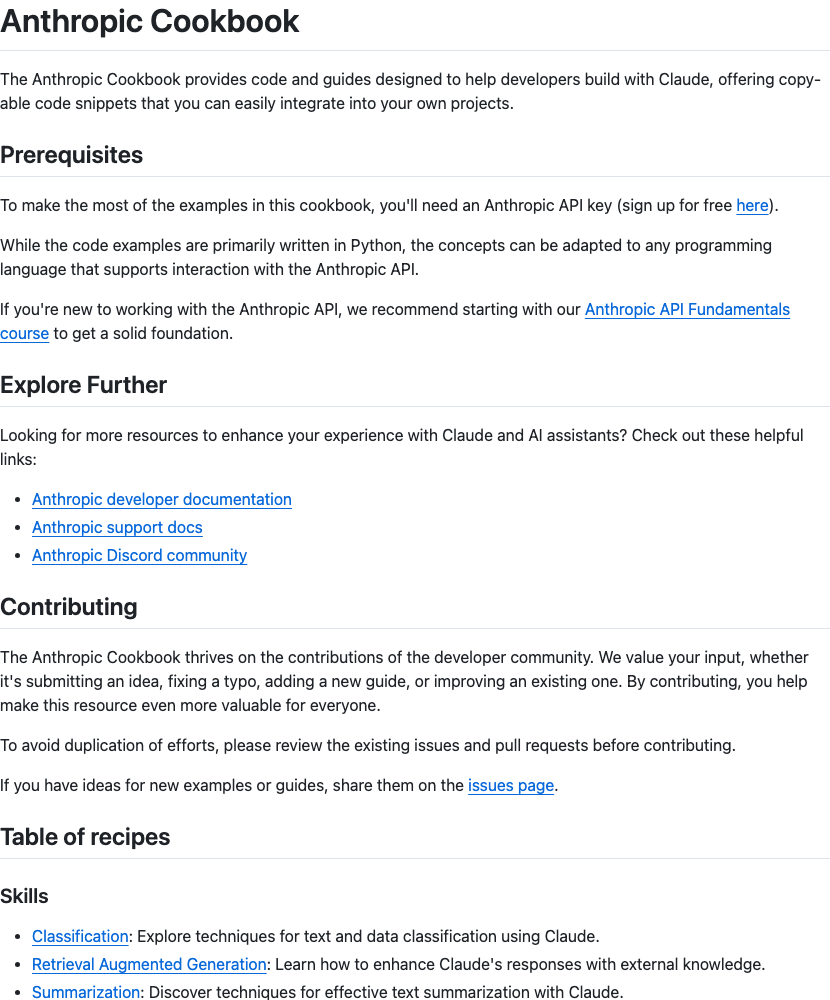 Anthropic Cookbook
The Anthropic Cookbook provides code and guides designed to help developers build with Claude, offering copy-
able code snippets that you can easily integrate into your own projects.
Prerequisites
To make the most of the examples in this cookbook, you'll need an Anthropic API key (sign up for free here).
While the code examples are primarily written in Python, the concepts can be adapted to any programming
language that supports interaction with the Anthropic API.
If you're new to working with the Anthropic API, we recommend starting with our Anthropic API Fundamentals
course to get a solid foundation.
Explore Further
Looking for more resources to enhance your experience with Claude and AI assistants? Check out these helpful
links:
• Anthropic developer documentation
• Anthropic support docs
• Anthropic Discord community
Contributing
The Anthropic Cookbook thrives on the contributions of the developer community. We value your input, whether
it's submitting an idea, fixing a typo, adding a new guide, or improving an existing one. By contributing, you help
make this resource even more valuable for everyone.
To avoid duplication of efforts, please review the existing issues and pull requests before contributing.
If you have ideas for new examples or guides, share them on the issues page.
Table of recipes
Skills
• Classification: Explore techniques for text and data classification using Claude.
• Retrieval Augmented Generation: Learn how to enhance Claude's responses with external knowledge.
• Summarization: Discover techniques for effective text summarization with Claude.